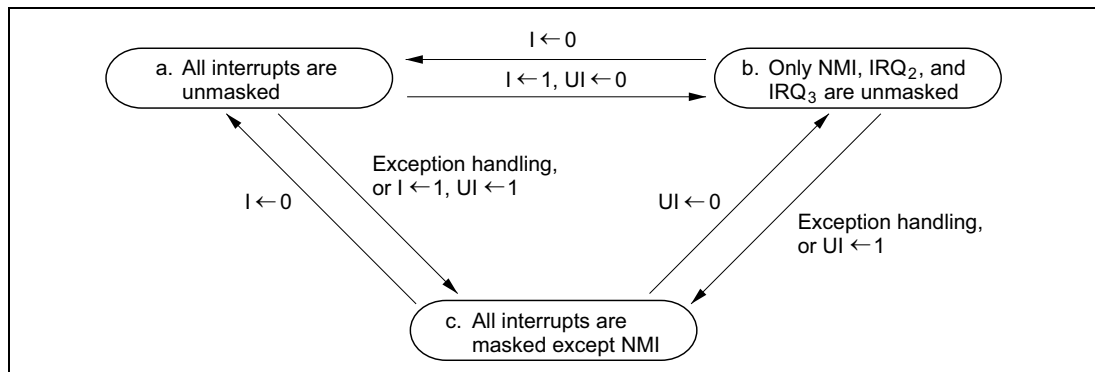 I ← 0
a. All interrupts are
unmasked
I ← 1, UI ← 0
b. Only NMI, IRQ2, and
IRQ3 are unmasked
Exception handling,
or I ← 1, UI ← 1
I ← 0
UI ← 0
Exception handling,
or UI ← 1
c. All interrupts are
masked except NMI